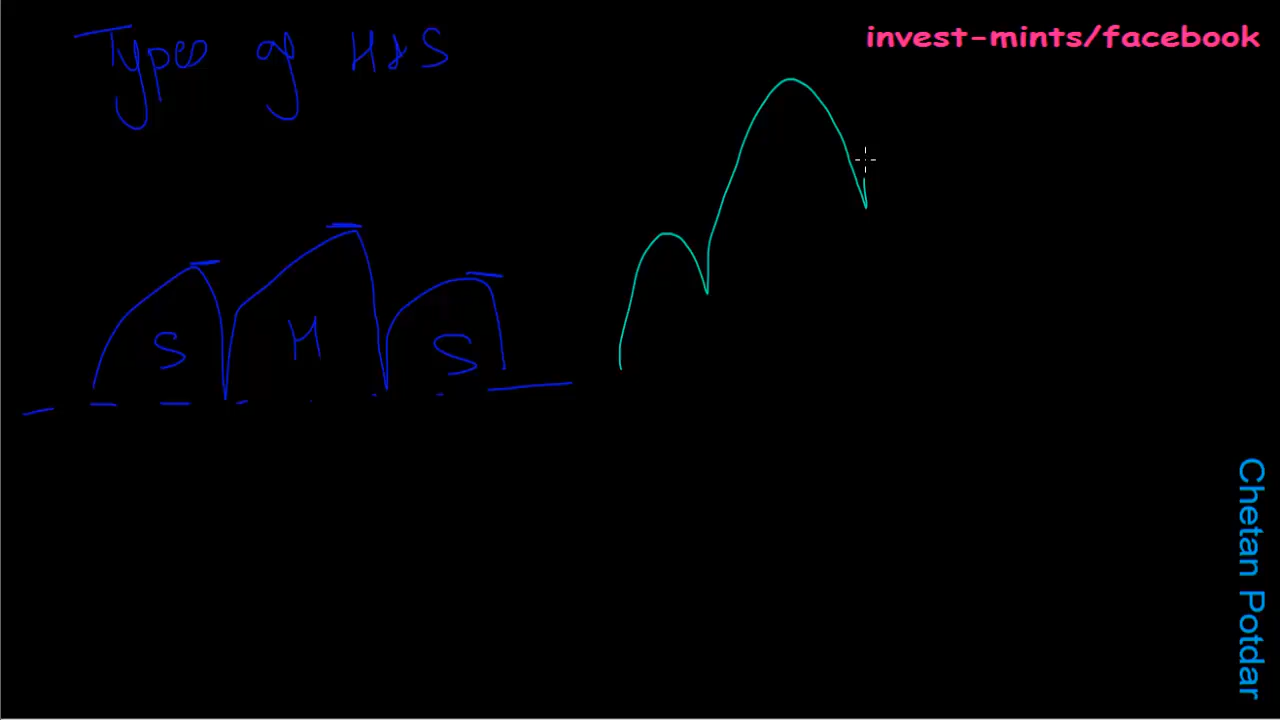 Types of H&S
invest-mints/facebook
S H S
Chetan Potdar